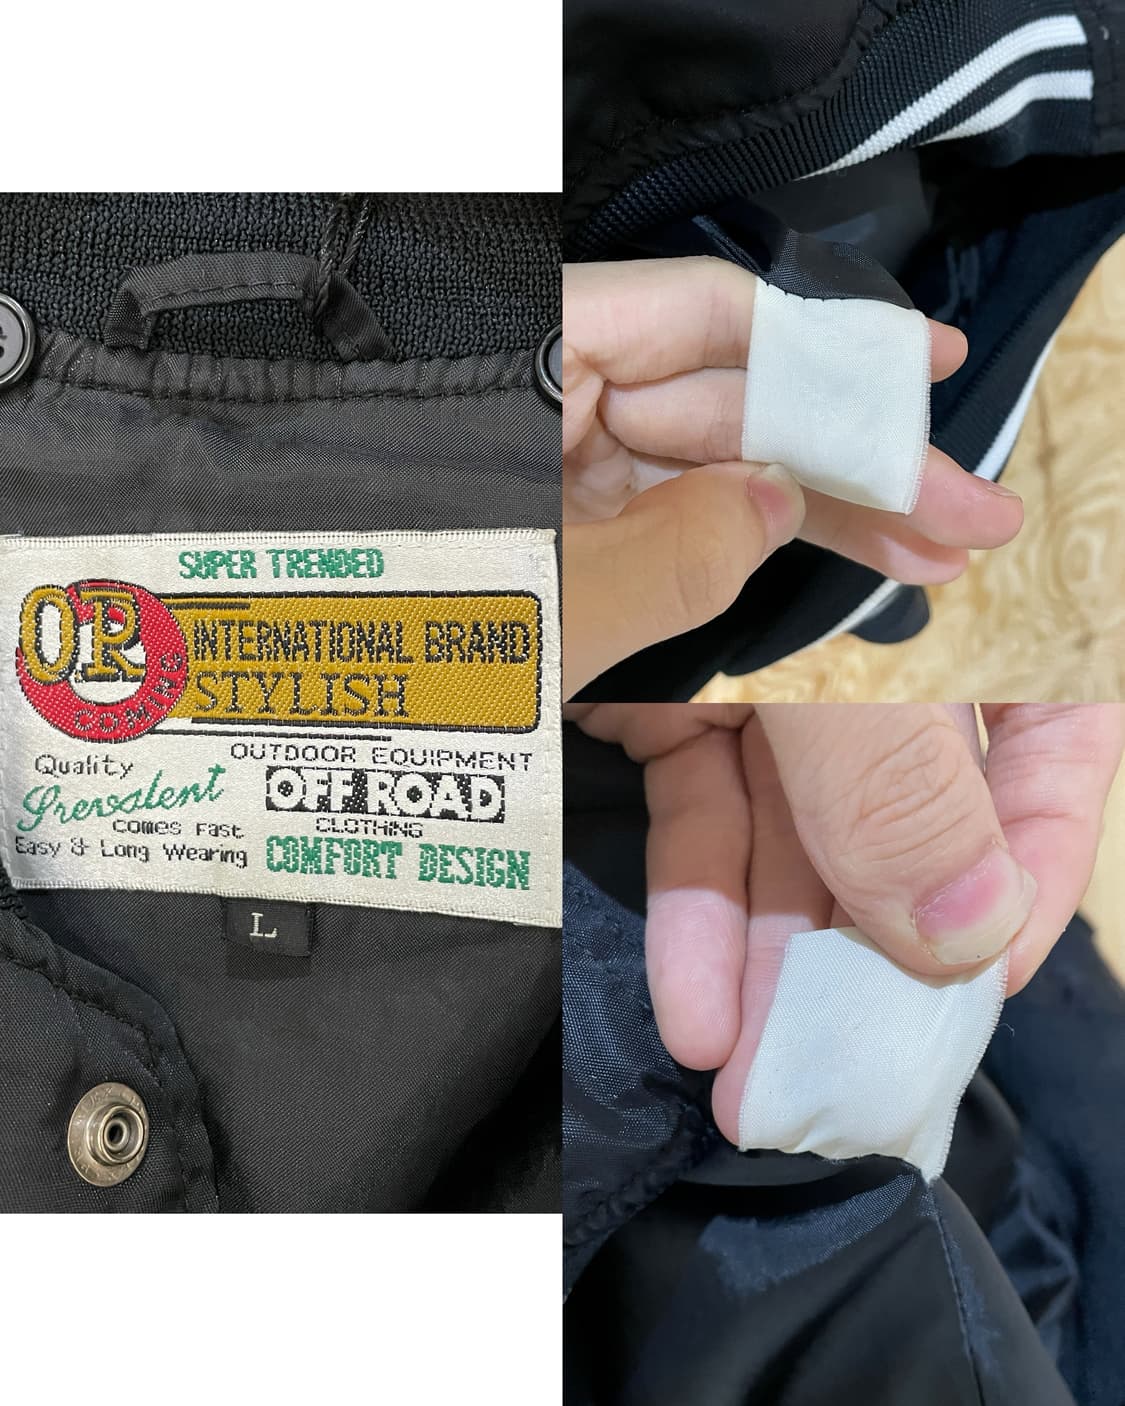 SUPER TRENDED
OR
COMING
INTERNATIONAL BRAND
STYLISH
Quality
Prevalent
COMES FAST
Easy & Long Wearing
OUTDOOR EQUIPMENT
OFF ROAD
CLOTHING
COMFORT DESIGN
L